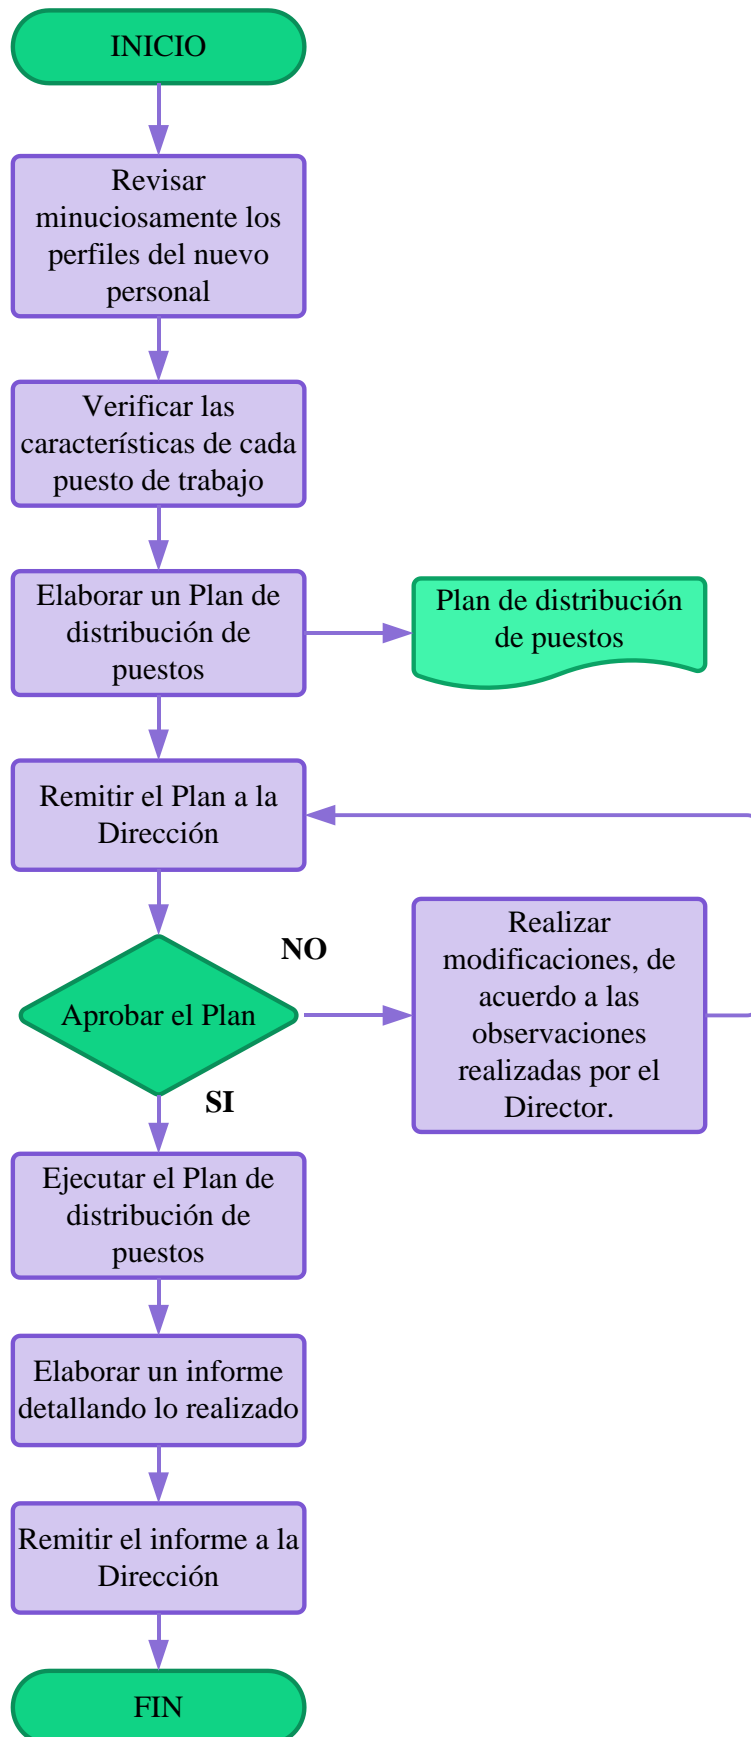 INICIO
Revisar
minuciosamente los
perfiles del nuevo
personal
Verificar las
características de cada
puesto de trabajo
Elaborar un Plan de
distribución de
puestos
Plan de distribución
de puestos
Remitir el Plan a la
Dirección
Aprobar el Plan
NO
Realizar
modificaciones, de
acuerdo a las
observaciones
realizadas por el
Director.
SI
Ejecutar el Plan de
distribución de
puestos
Elaborar un informe
detallando lo realizado
Remitir el informe a la
Dirección
FIN